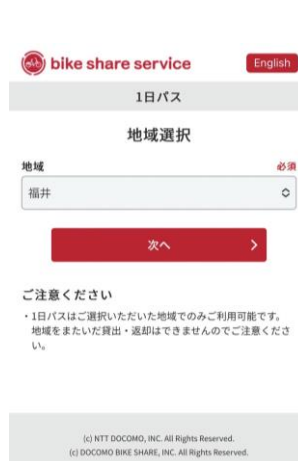 bike share service
English
1日パス
地域選択
地域
必須
福井
次へ
ご注意ください
・1日パスはご選択いただいた地域でのみご利用可能です。
地域をまたいだ貸出・返却はできませんのでご注意くださ
い。
(c) NTT DOCOMO, INC. All Rights Reserved.
(c) DOCOMO BIKE SHARE, INC. All Rights Reserved.